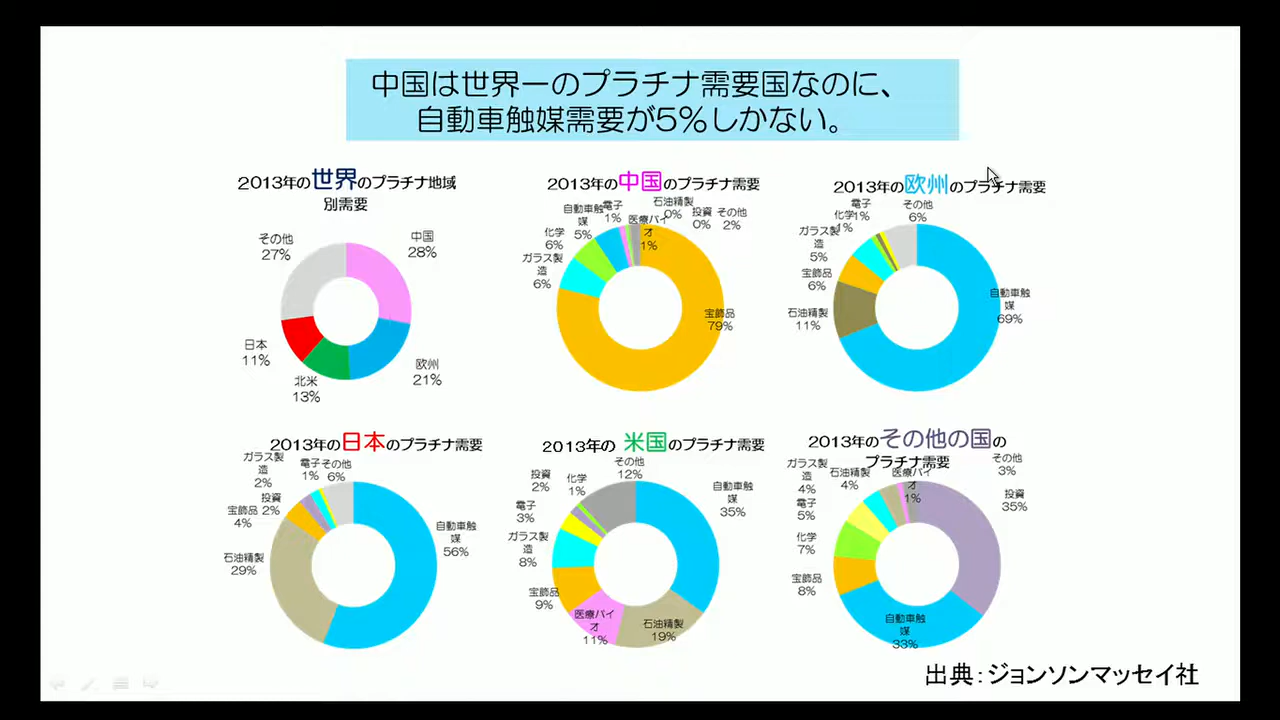 中国は世界一のプラチナ需要国なのに、
自動車触媒需要が5%しかない。
2013年の世界のプラチナ地域
別需要
その他
27%
中国
28%
日本
11%
北米
13%
欧州
21%
2013年の中国のプラチナ需要
自動車触
媒
5%
電子
1%
医療バイ
オ
1%
石油精製
0%
投資
0%
その他
2%
化学
6%
ガラス製
造
6%
宝飾品
79%
2013年の欧州のプラチナ需要
電子
1%
化学
1%
その他
6%
ガラス製
造
5%
宝飾品
6%
石油精製
11%
自動車触
媒
69%
2013年の日本のプラチナ需要
ガラス製
造
2%
電子
1%
その他
6%
投資
2%
宝飾品
4%
石油精製
29%
自動車触
媒
56%
2013年の 米国のプラチナ需要
その他
12%
化学
1%
投資
2%
電子
3%
ガラス製
造
8%
宝飾品
9%
医療バイ
オ
11%
石油精製
19%
自動車触
媒
35%
2013年のその他の国の
プラチナ需要
ガラス製
造
4%
石油精製
4%
医療バイ
オ
1%
その他
3%
投資
35%
電子
5%
化学
7%
宝飾品
8%
自動車触
媒
33%
出典：ジョンソンマッセイ社